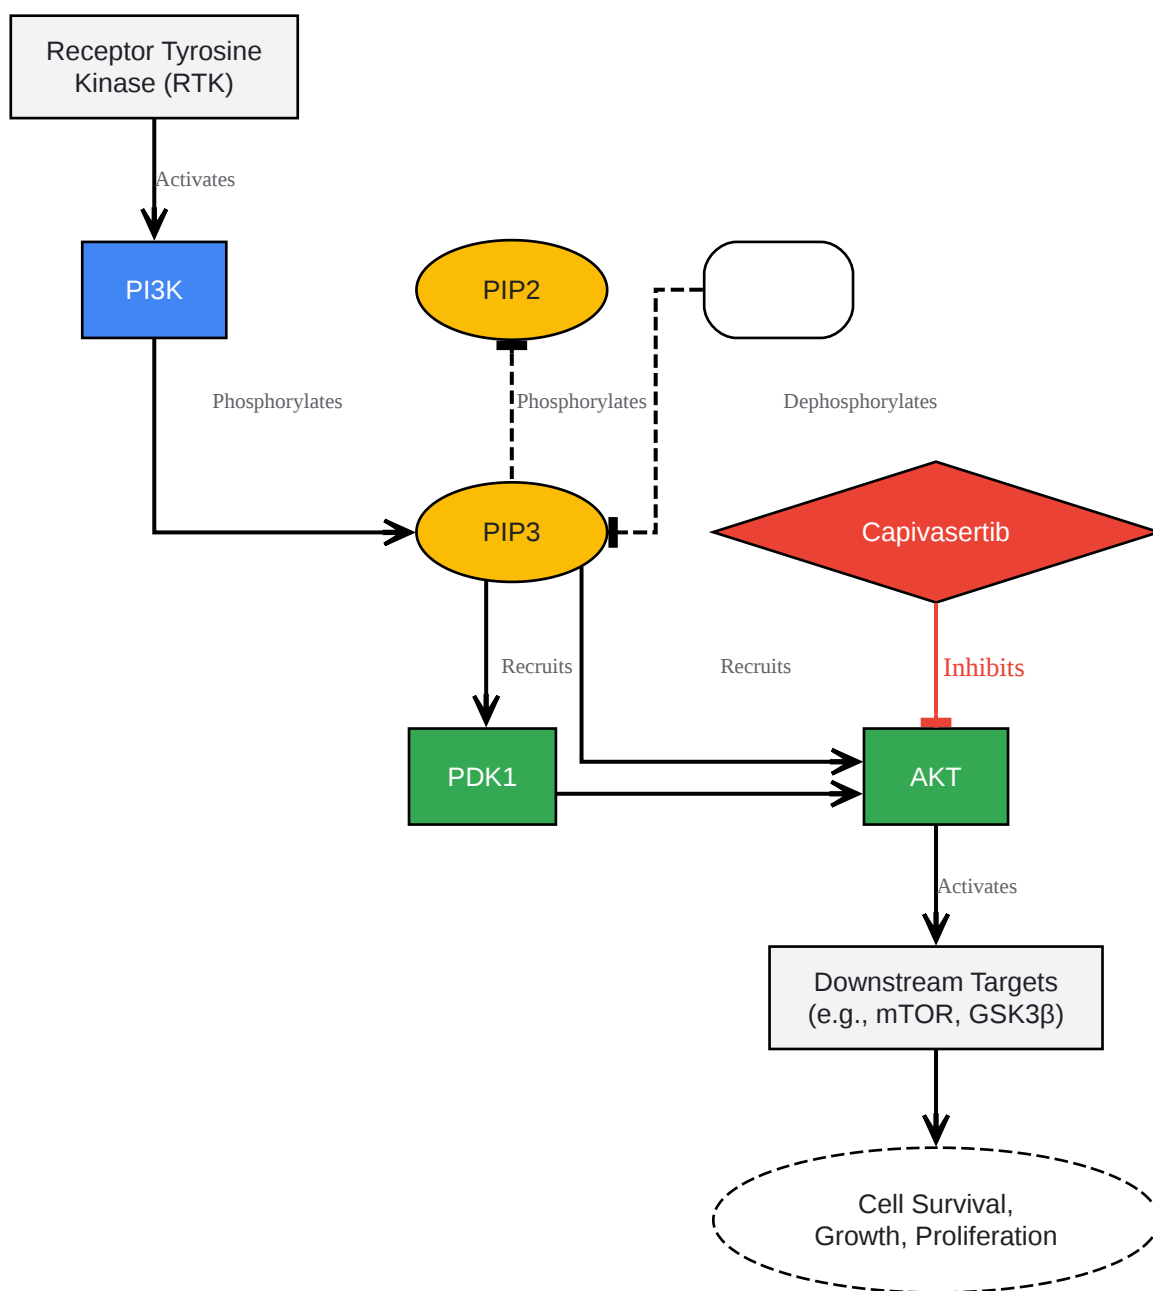 Receptor Tyrosine
Kinase (RTK)
Activates
PI3K
PIP2
Phosphorylates
Phosphorylates
Dephosphorylates
PIP3
Capivasertib
Recruits
Recruits
Inhibits
PDK1
AKT
Activates
Downstream Targets
(e.g., mTOR, GSK3β)
Cell Survival,
Growth, Proliferation